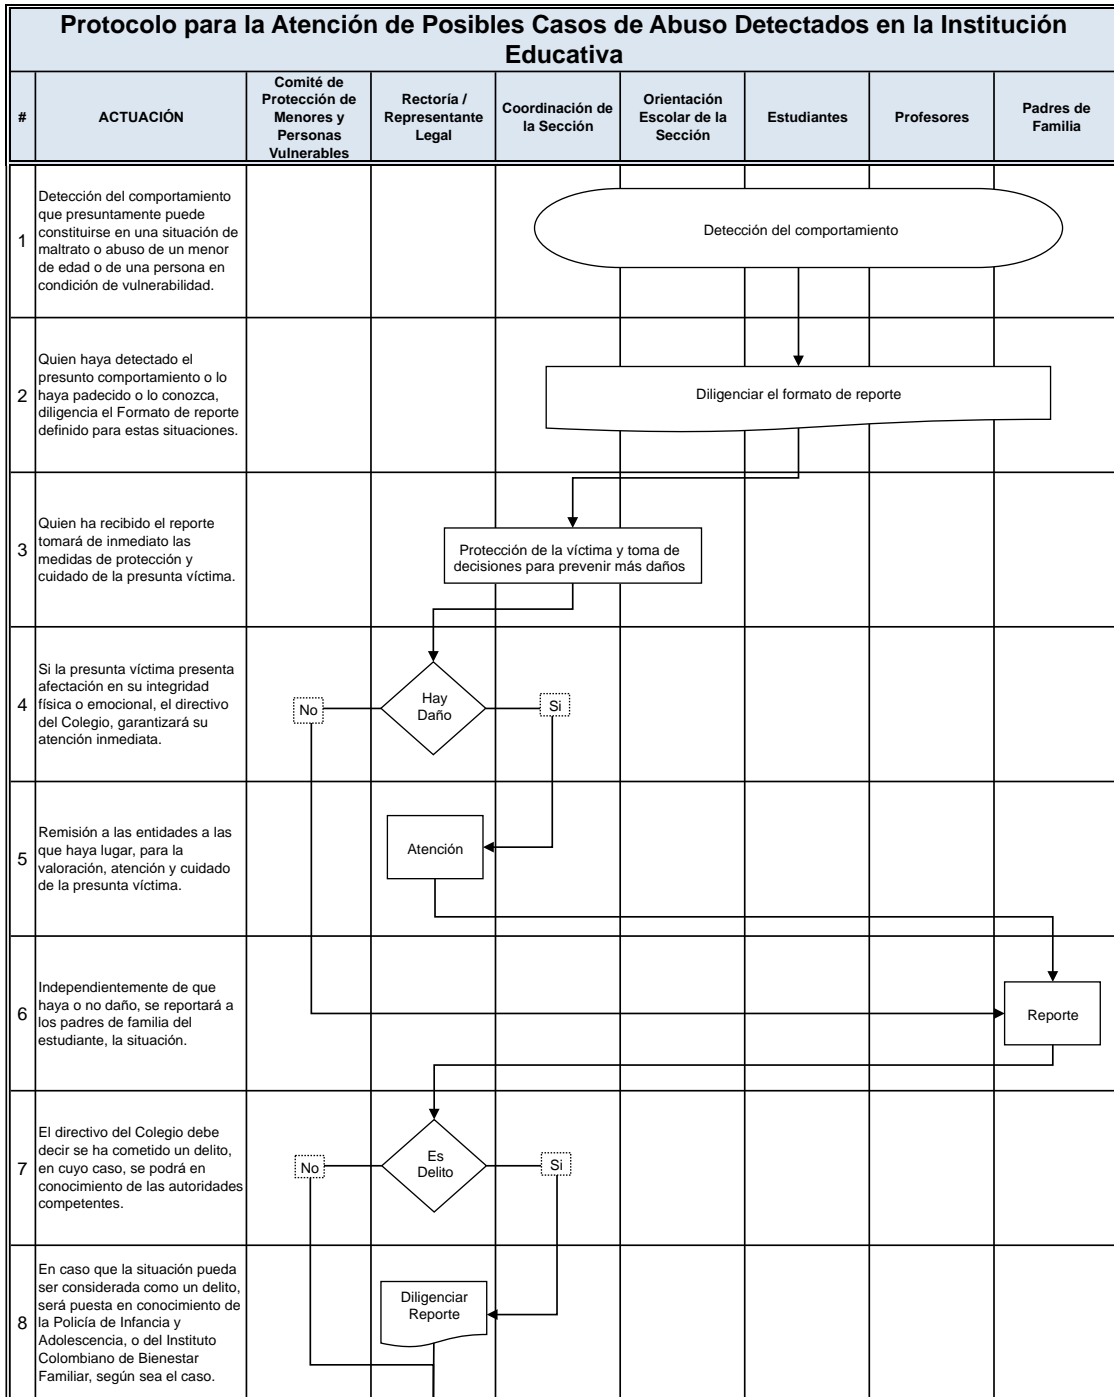 Protocolo para la Atención de Posibles Casos de Abuso Detectados en la Institución
Educativa
#
ACTUACIÓN
Comité de
Protección de
Menores y
Personas
Vulnerables
Rectoría /
Representante
Legal
Coordinación de
la Sección
Orientación
Escolar de la
Sección
Estudiantes
Profesores
Padres de
Familia
1
Detección del comportamiento
que presuntamente puede
constituirse en una situación de
maltrato o abuso de un menor
de edad o de una persona en
condición de vulnerabilidad.
Detección del comportamiento
2
Quien haya detectado el
presunto comportamiento o lo
haya padecido o lo conozca,
diligencia el Formato de reporte
definido para estas situaciones.
Diligenciar el formato de reporte
3
Quien ha recibido el reporte
tomará de inmediato las
medidas de protección y
cuidado de la presunta víctima.
Protección de la víctima y toma de
decisiones para prevenir más daños
4
Si la presunta víctima presenta
afectación en su integridad
física o emocional, el directivo
del Colegio, garantizará su
atención inmediata.
No
Hay
Daño
Si
5
Remisión a las entidades a las
que haya lugar, para la
valoración, atención y cuidado
de la presunta víctima.
Atención
6
Independientemente de que
haya o no daño, se reportará a
los padres de familia del
estudiante, la situación.
Reporte
7
El directivo del Colegio debe
decir se ha cometido un delito,
en cuyo caso, se podrá en
conocimiento de las autoridades
competentes.
No
Es
Delito
Si
8
En caso que la situación pueda
ser considerada como un delito,
será puesta en conocimiento de
la Policía de Infancia y
Adolescencia, o del Instituto
Colombiano de Bienestar
Familiar, según sea el caso.
Diligenciar
Reporte